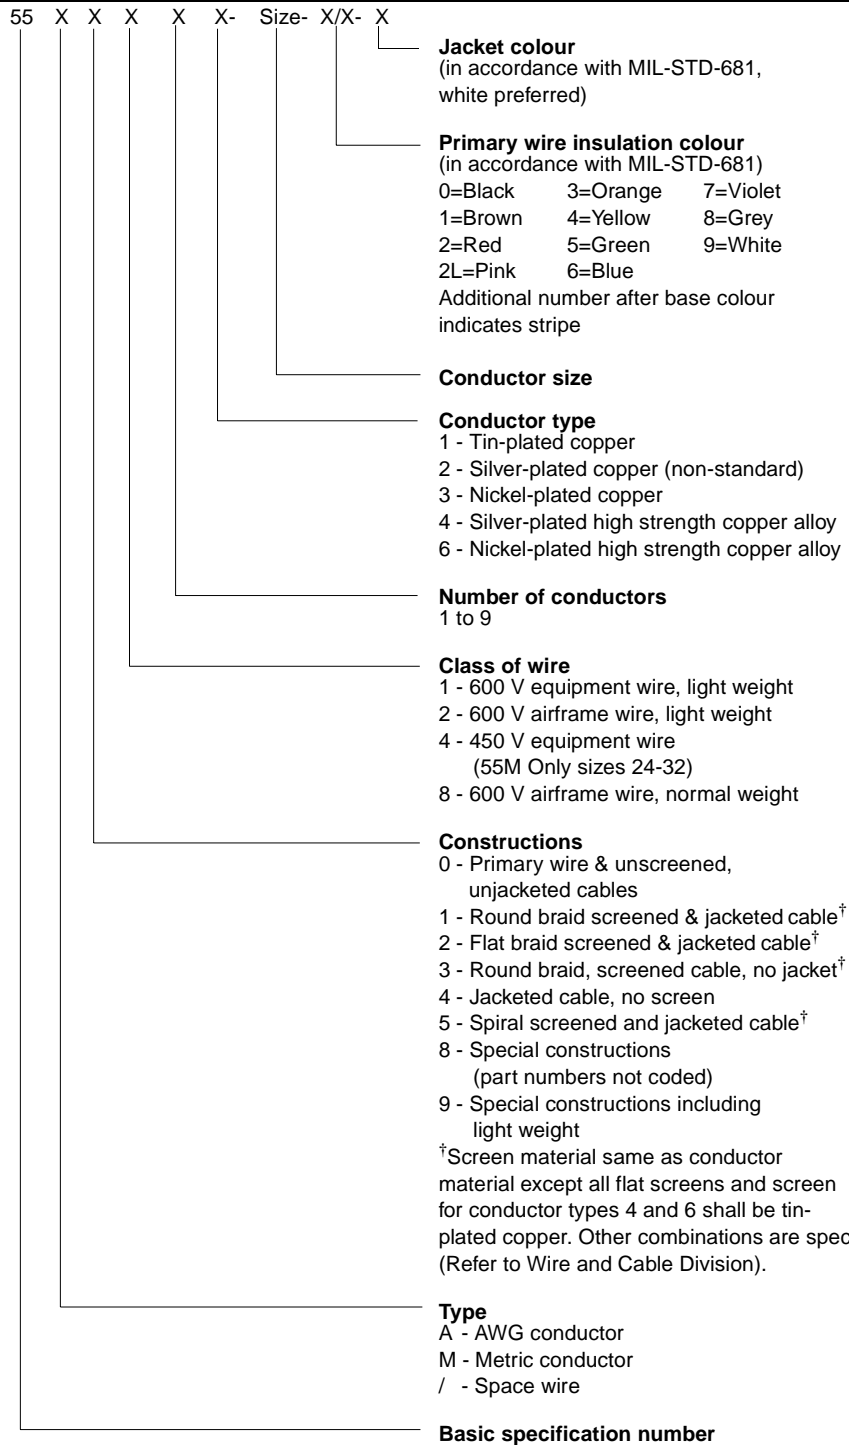 55 X X X X X- Size- X/X- X
Jacket colour
(in accordance with MIL-STD-681,
white preferred)
Primary wire insulation colour
(in accordance with MIL-STD-681)
0=Black 3=Orange 7=Violet
1=Brown 4=Yellow 8=Grey
2=Red 5=Green 9=White
2L=Pink 6=Blue
Additional number after base colour
indicates stripe
Conductor size
Conductor type
1 - Tin-plated copper
2 - Silver-plated copper (non-standard)
3 - Nickel-plated copper
4 - Silver-plated high strength copper alloy
6 - Nickel-plated high strength copper alloy
Number of conductors
1 to 9
Class of wire
1 - 600 V equipment wire, light weight
2 - 600 V airframe wire, light weight
4 - 450 V equipment wire
(55M Only sizes 24-32)
8 - 600 V airframe wire, normal weight
Constructions
0 - Primary wire & unscreened,
unjacketed cables
1 - Round braid screened & jacketed cable†
2 - Flat braid screened & jacketed cable†
3 - Round braid, screened cable, no jacket†
4 - Jacketed cable, no screen
5 - Spiral screened and jacketed cable†
8 - Special constructions
(part numbers not coded)
9 - Special constructions including
light weight
†Screen material same as conductor
material except all flat screens and screen
for conductor types 4 and 6 shall be tin-
plated copper. Other combinations are spec
(Refer to Wire and Cable Division).
Type
A - AWG conductor
M - Metric conductor
/ - Space wire
Basic specification number